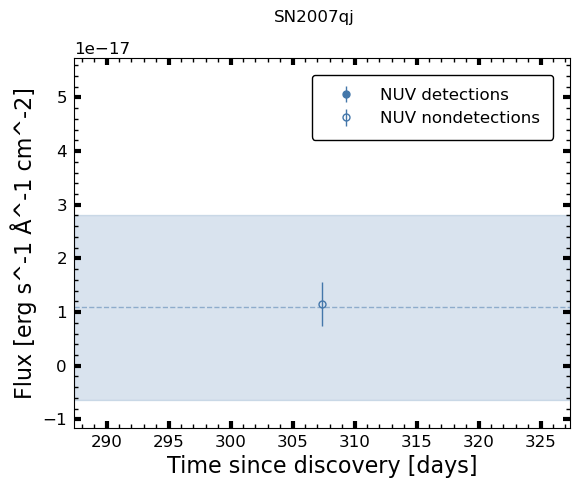 SN2007qj
1e−17
NUV detections
NUV nondetections
5
4
3
2
1
0
−1
290 295 300 305 310 315 320 325
Time since discovery [days]
Flux [erg s^-1 Å^-1 cm^-2]